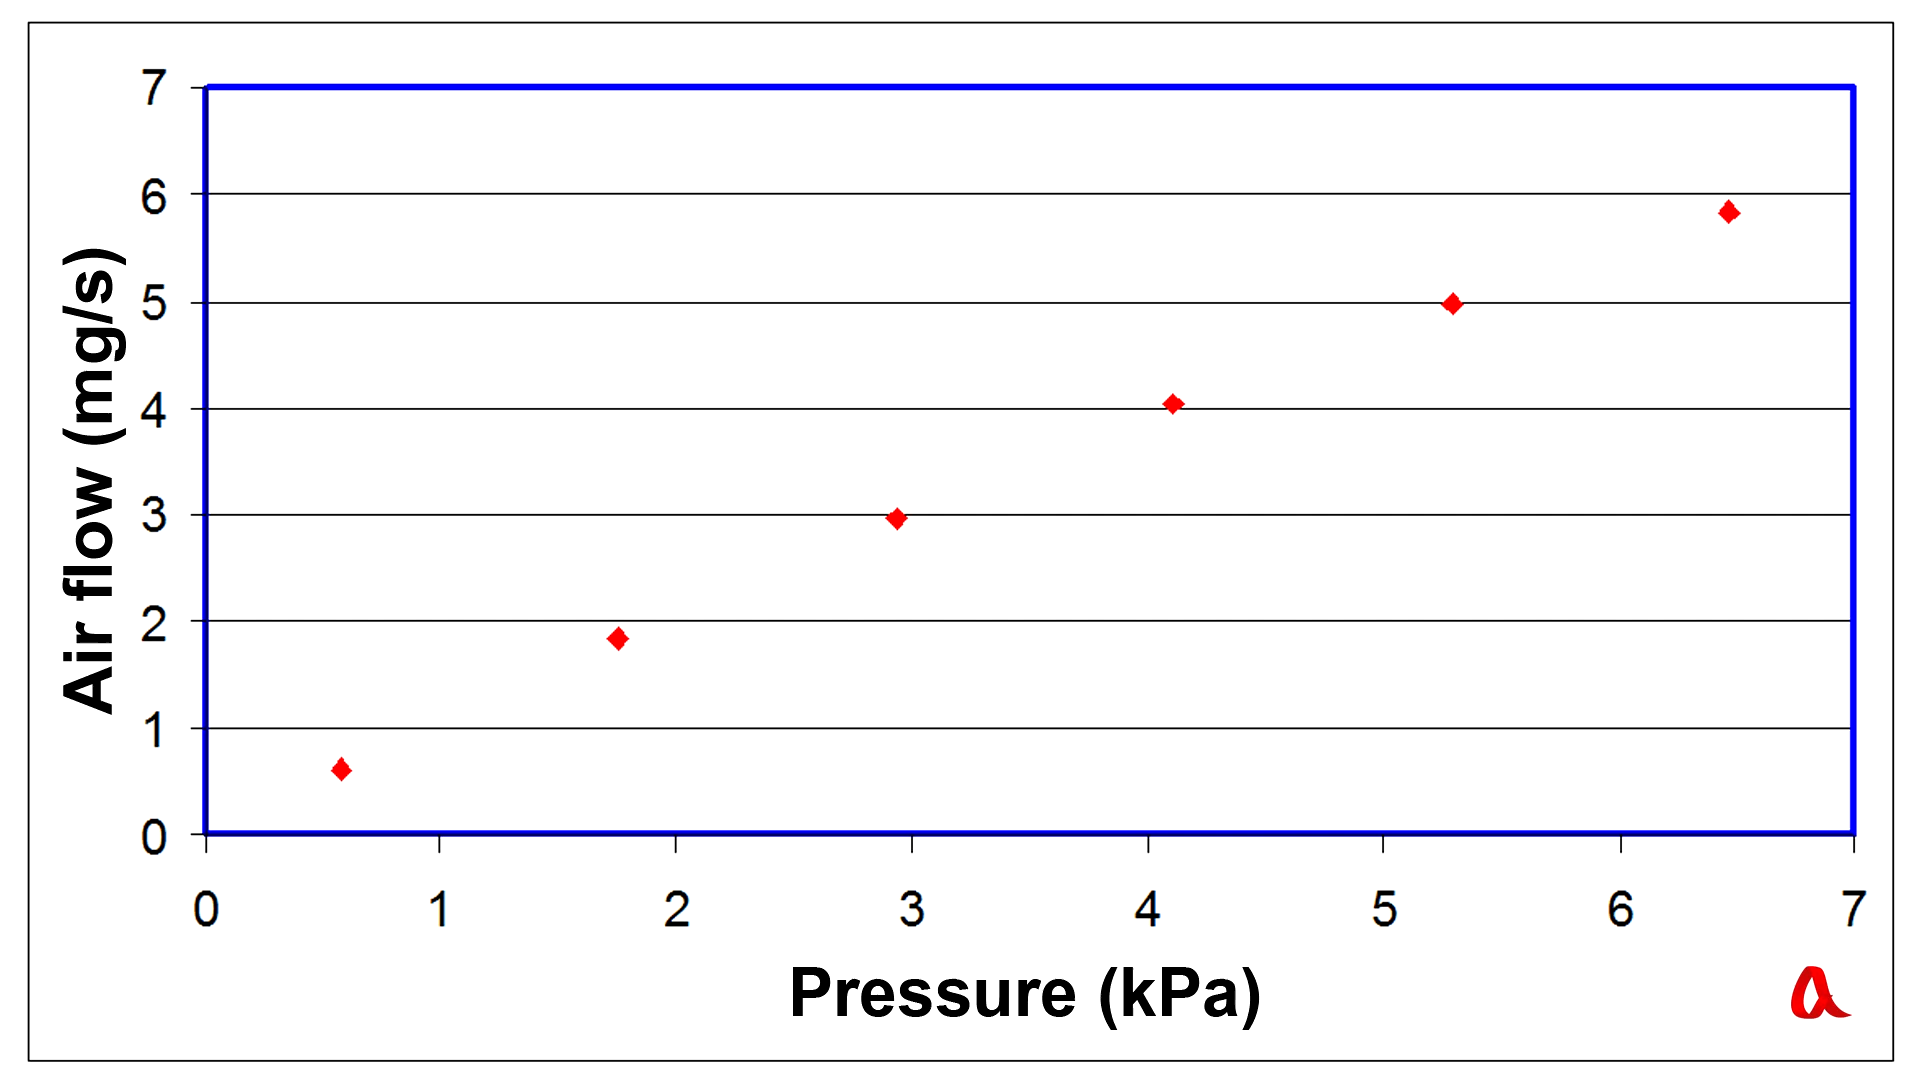 7
6
5
4
3
2
1
0
Air flow (mg/s)
0 1 2 3 4 5 6 7
Pressure (kPa)
α